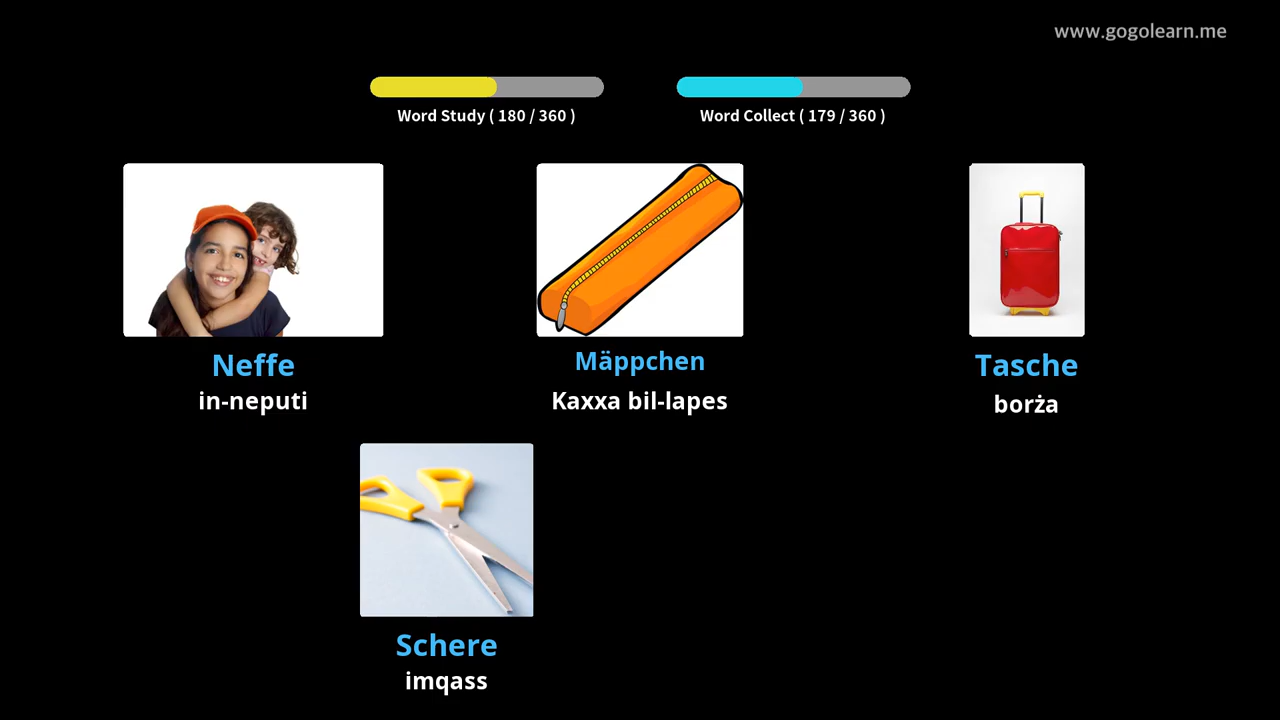 www.gogolearn.me
Word Study ( 180 / 360 )
Word Collect ( 179 / 360 )
Neffe
in-neputi
Mäppchen
Kaxxa bil-lapes
Tasche
borża
Schere
imqass